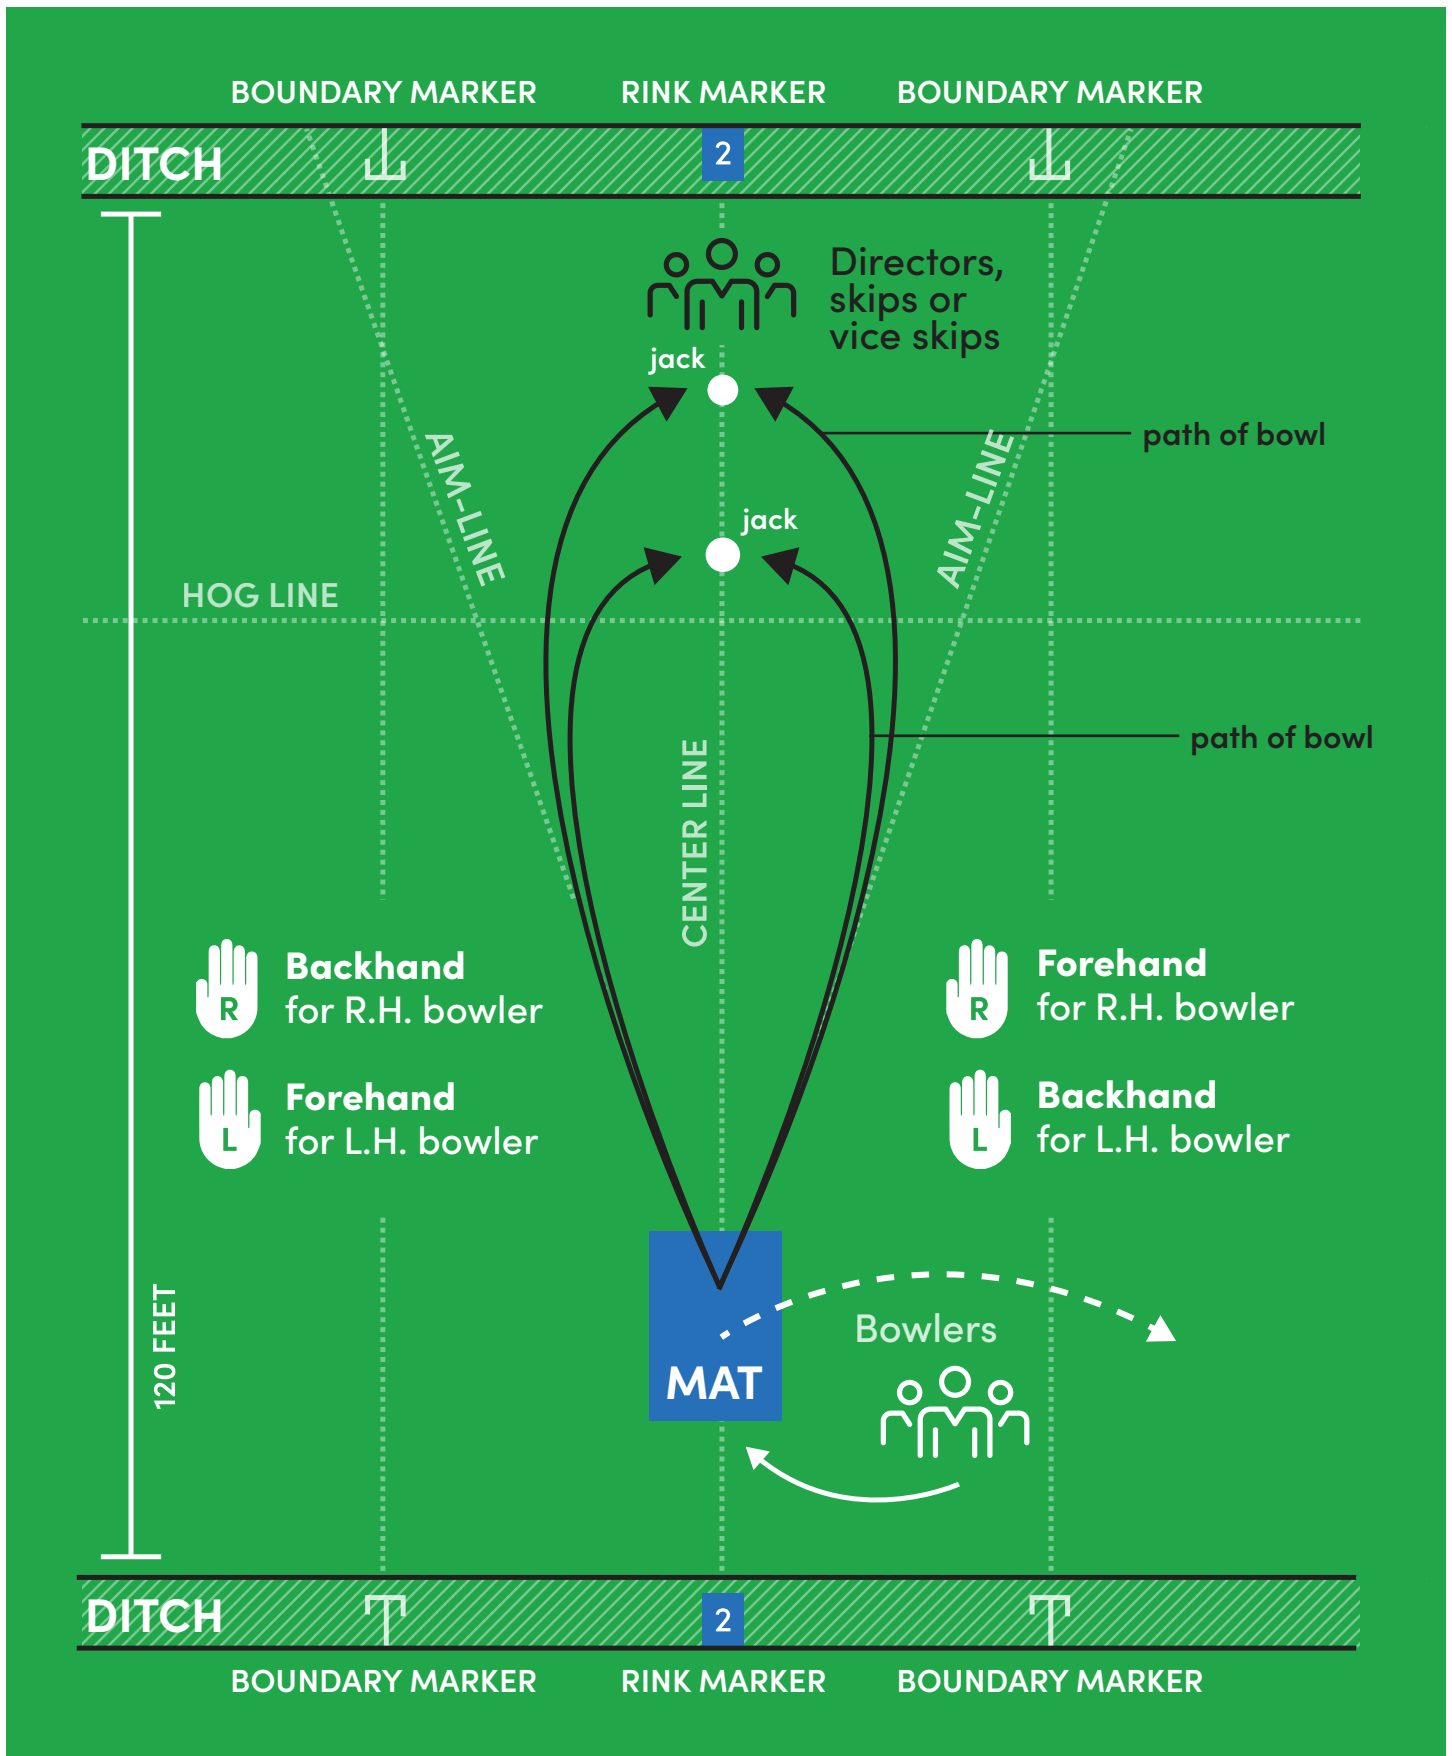 BOUNDARY MARKER
RINK MARKER
BOUNDARY MARKER
DITCH
2
Directors,
skips or
vice skips
jack
path of bowl
AIM-LINE
AIM-LINE
jack
HOG LINE
path of bowl
CENTER LINE
R
Backhand
for R.H. bowler
R
Forehand
for R.H. bowler
L
Forehand
for L.H. bowler
L
Backhand
for L.H. bowler
120 FEET
Bowlers
MAT
DITCH
2
BOUNDARY MARKER
RINK MARKER
BOUNDARY MARKER